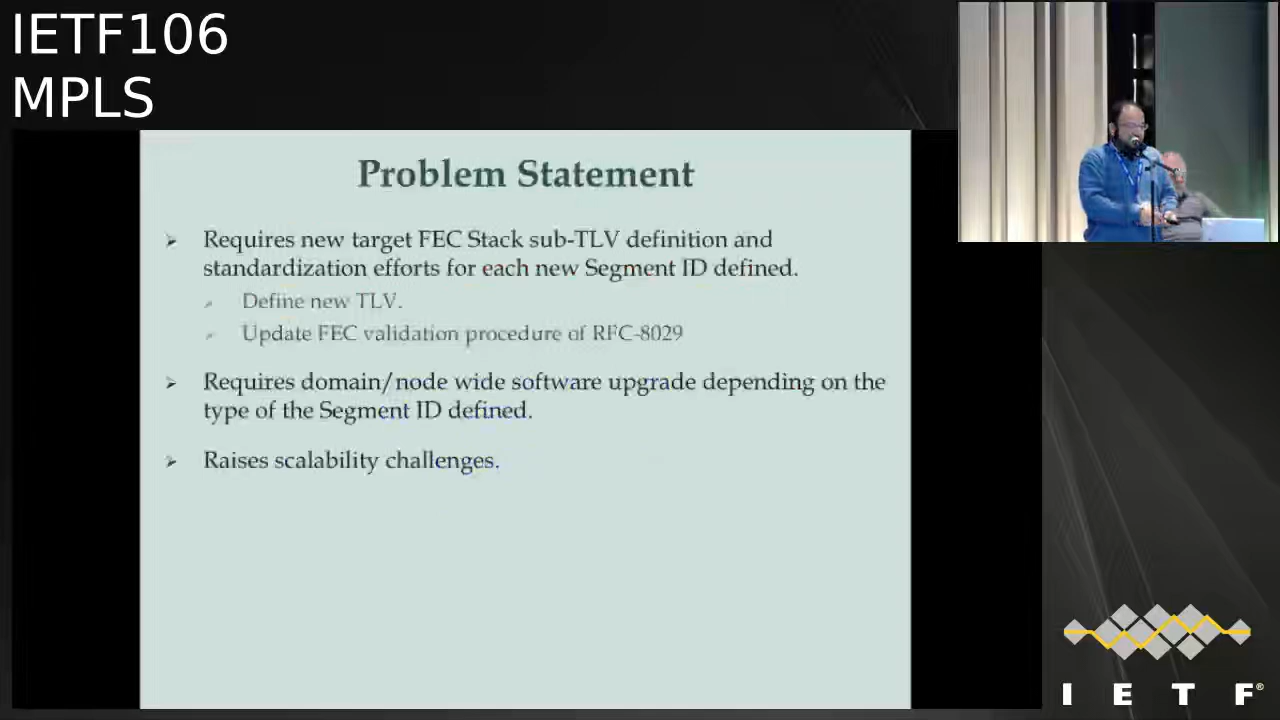 IETF106
MPLS
Problem Statement
Requires new target FEC Stack sub-TLV definition and
standardization efforts for each new Segment ID defined.
Define new TLV.
Update FEC validation procedure of RFC-8029
Requires domain/node wide software upgrade depending on the
type of the Segment ID defined.
Raises scalability challenges.
I E T F®